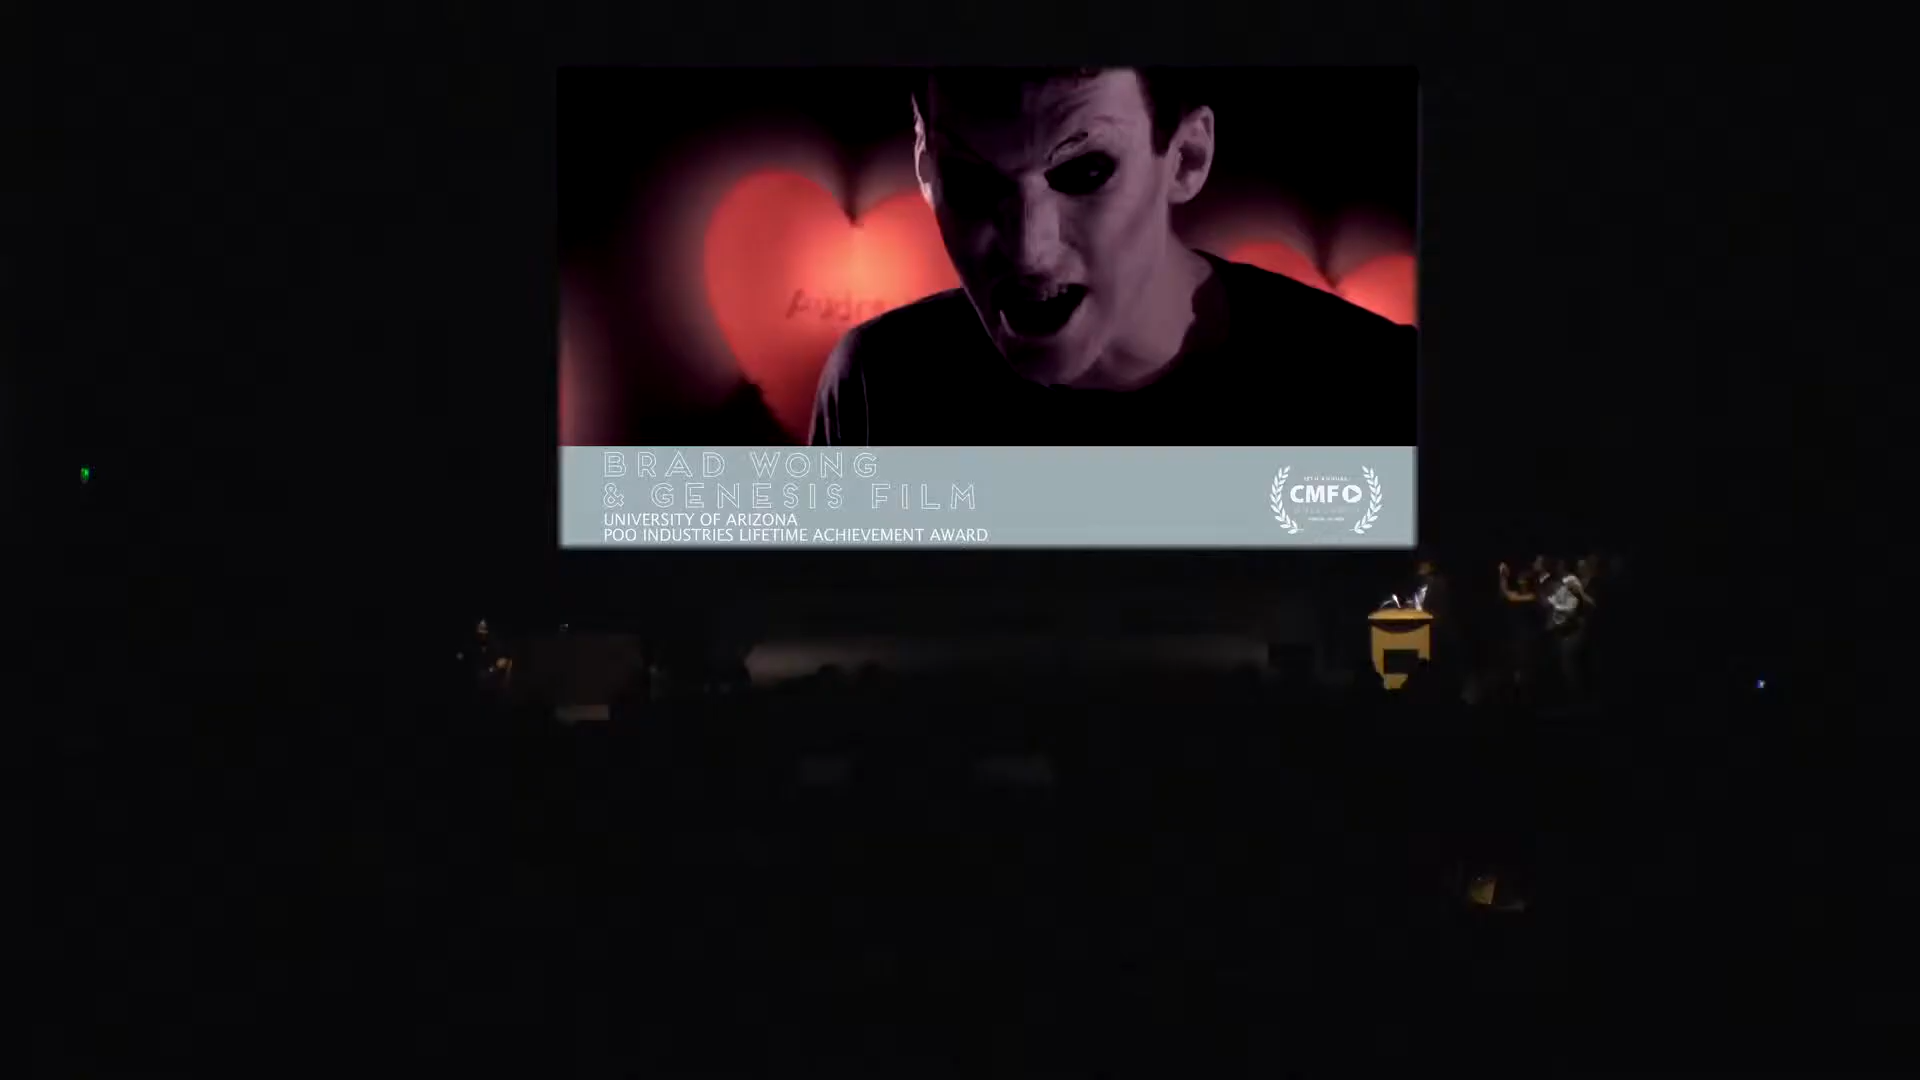 BRAD WONG
& GENESIS FILM
UNIVERSITY OF ARIZONA
POO INDUSTRIES LIFETIME ACHIEVEMENT AWARD
CMF